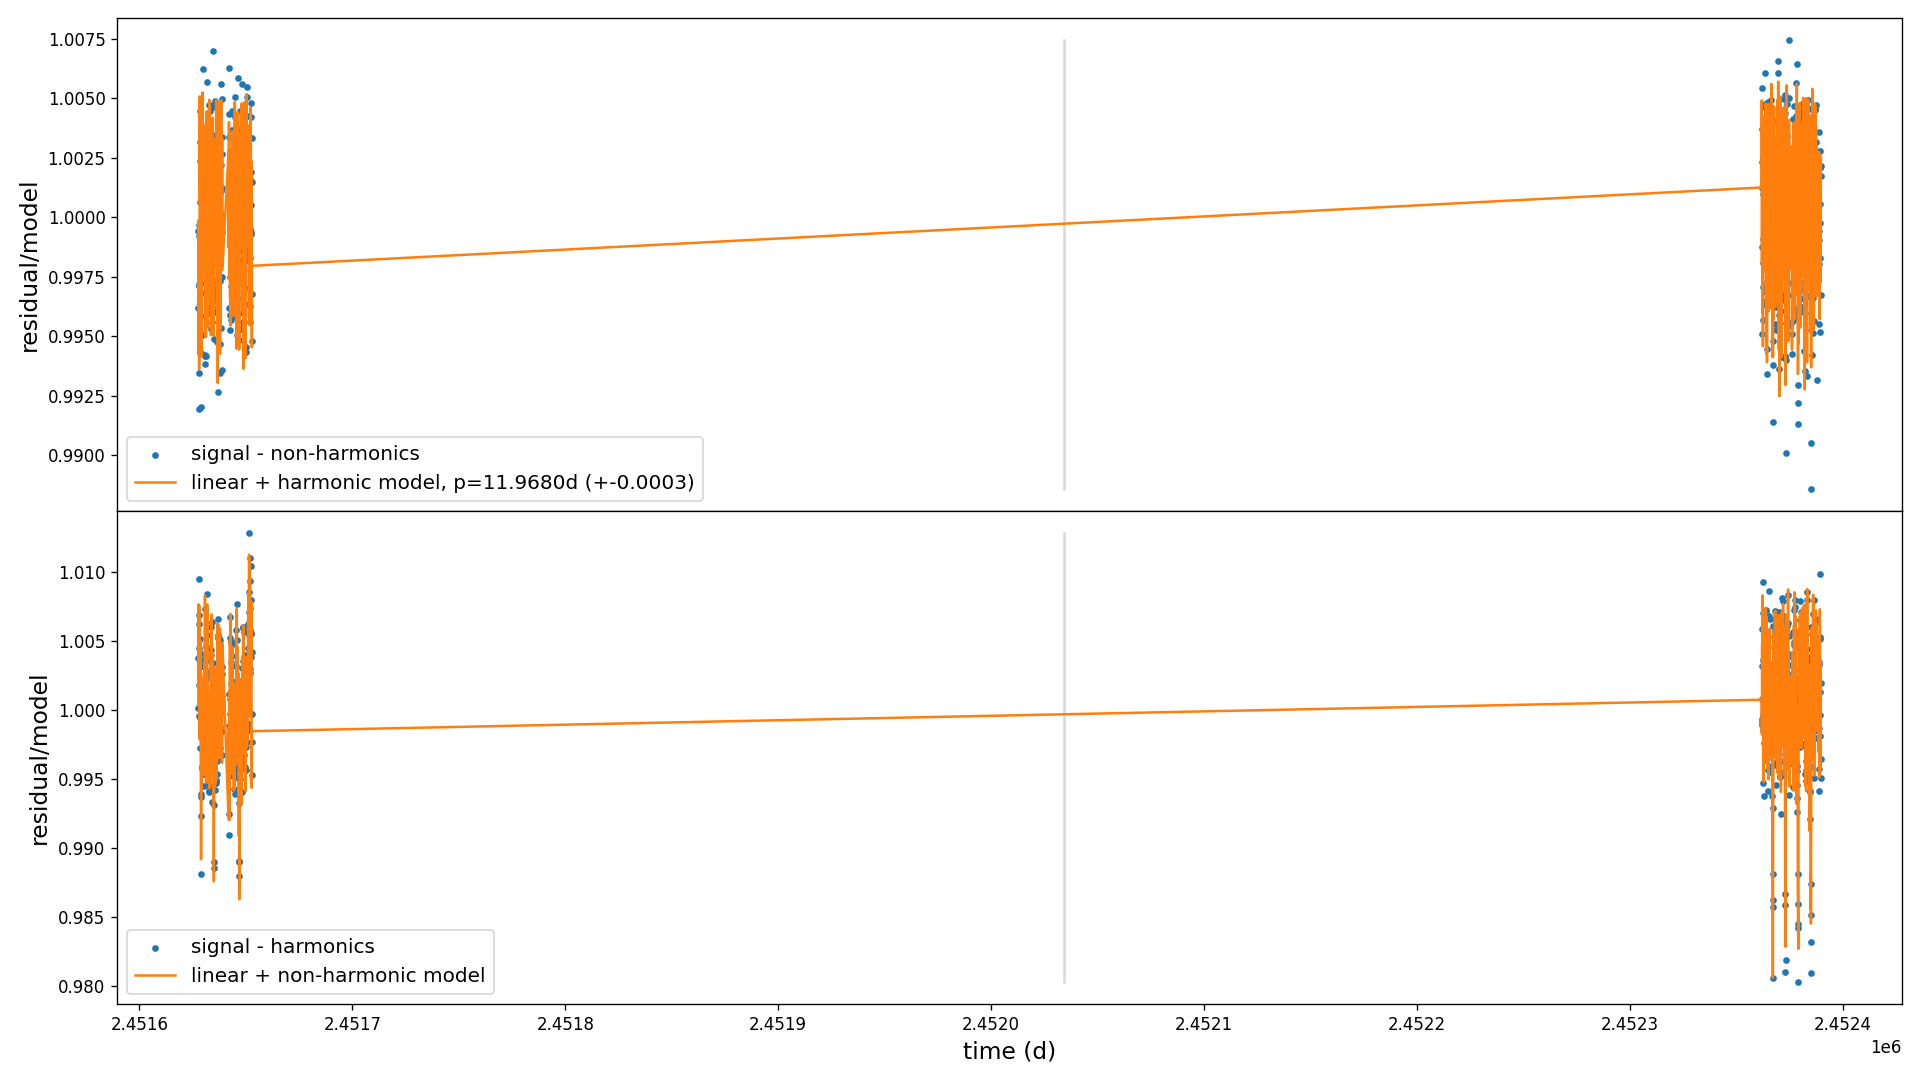 1.0075
1.0050
1.0025
1.0000
0.9975
0.9950
0.9925
0.9900
residual/model
signal - non-harmonics
linear + harmonic model, p=11.9680d (+-0.0003)
1.010
1.005
1.000
0.995
0.990
0.985
0.980
residual/model
signal - harmonics
linear + non-harmonic model
2.4516 2.4517 2.4518 2.4519 2.4520 2.4521 2.4522 2.4523 2.4524
time (d)
1e6